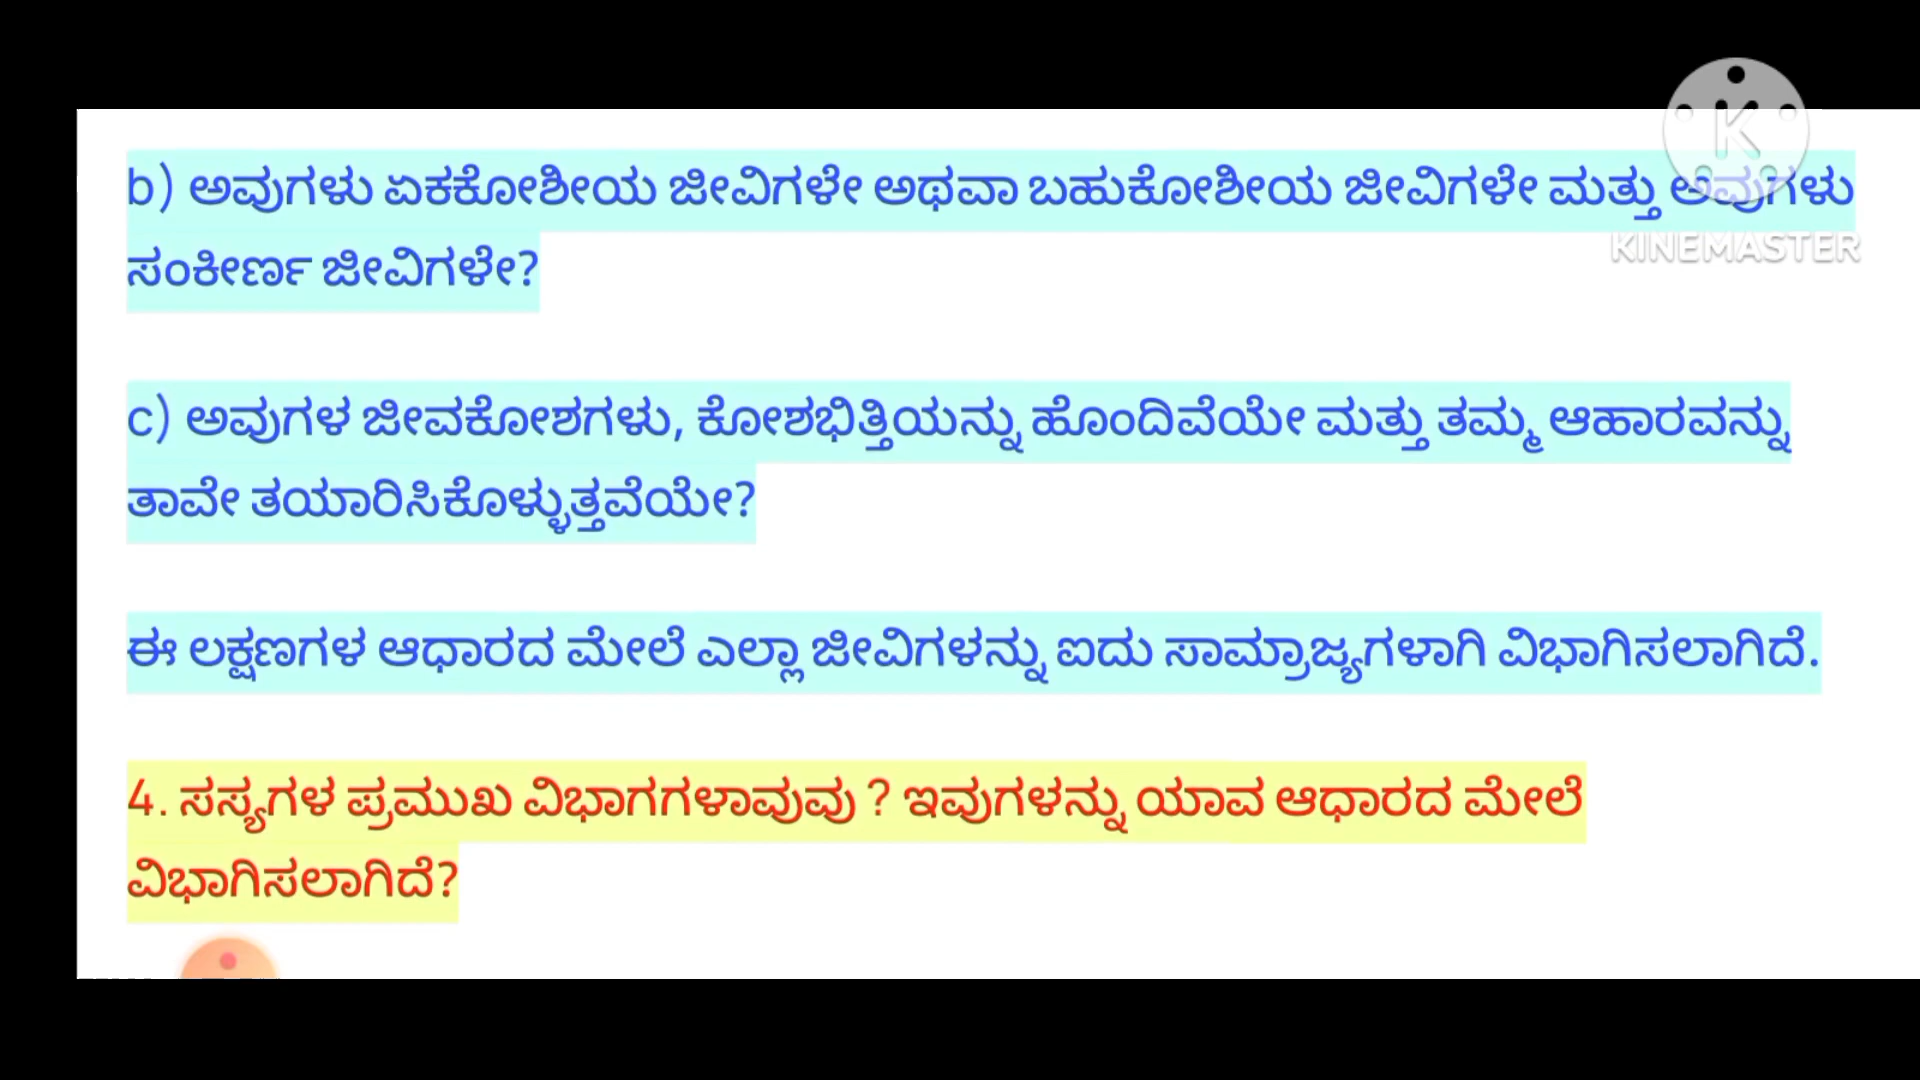 b) ಅವುಗಳು ಏಕಕೋಶೀಯ ಜೀವಿಗಳೇ ಅಥವಾ ಬಹುಕೋಶೀಯ ಜೀವಿಗಳೇ ಮತ್ತು ಅವುಗಳು
ಸಂಕೀರ್ಣ ಜೀವಿಗಳೇ?
KINEMASTER
c) ಅವುಗಳ ಜೀವಕೋಶಗಳು, ಕೋಶಭಿತ್ತಿಯನ್ನು ಹೊಂದಿವೆಯೇ ಮತ್ತು ತಮ್ಮ ಆಹಾರವನ್ನು
ತಾವೇ ತಯಾರಿಸಿಕೊಳ್ಳುತ್ತವೆಯೇ?
ಈ ಲಕ್ಷಣಗಳ ಆಧಾರದ ಮೇಲೆ ಎಲ್ಲಾ ಜೀವಿಗಳನ್ನು ಐದು ಸಾಮ್ರಾಜ್ಯಗಳಾಗಿ ವಿಭಾಗಿಸಲಾಗಿದೆ.
4. ಸಸ್ಯಗಳ ಪ್ರಮುಖ ವಿಭಾಗಗಳಾವುವು ? ಇವುಗಳನ್ನು ಯಾವ ಆಧಾರದ ಮೇಲೆ
ವಿಭಾಗಿಸಲಾಗಿದೆ?